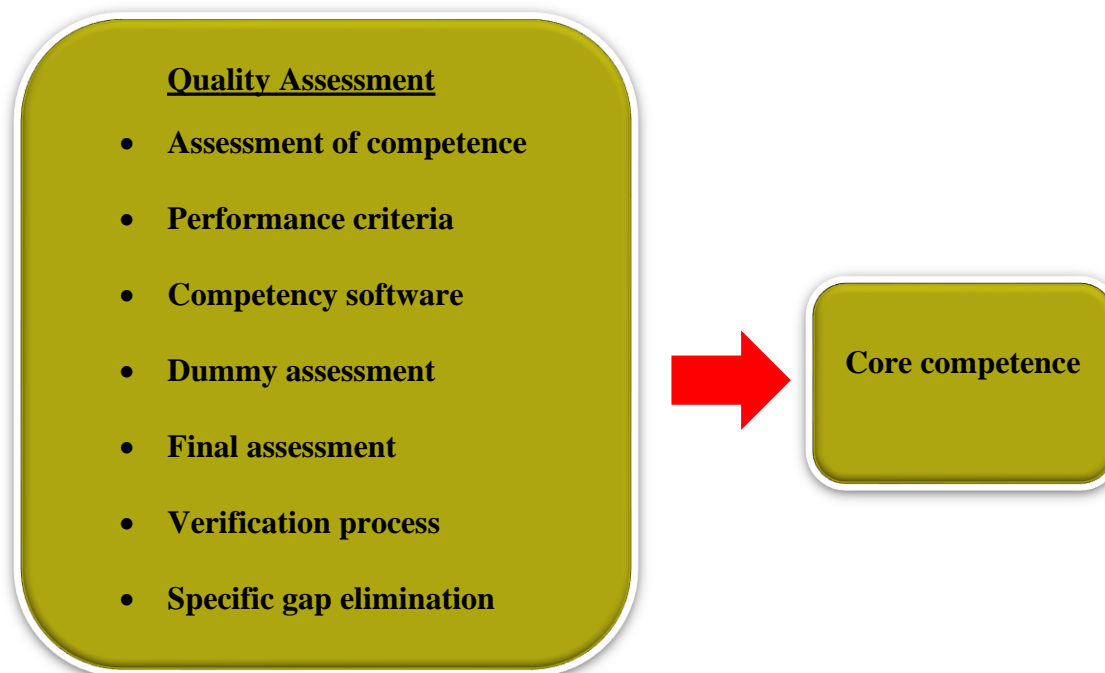 Quality Assessment
• Assessment of competence
• Performance criteria
• Competency software
• Dummy assessment
• Final assessment
• Verification process
• Specific gap elimination
Core competence